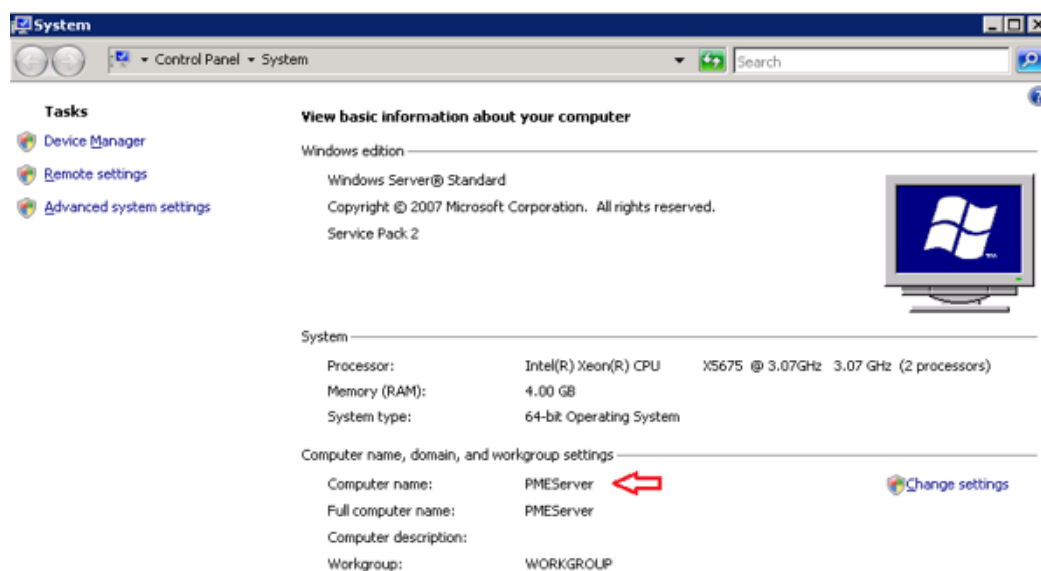 System
Control Panel System
Search
Tasks
Device Manager
Remote settings
Advanced system settings
View basic information about your computer
Windows edition
Windows Server® Standard
Copyright © 2007 Microsoft Corporation. All rights reserved.
Service Pack 2
System
Processor: Intel(R) Xeon(R) CPU X5675 @ 3.07GHz 3.07 GHz (2 processors)
Memory (RAM): 4.00 GB
System type: 64-bit Operating System
Computer name, domain, and workgroup settings
Computer name: PMEServer Change settings
Full computer name: PMEServer
Computer description:
Workgroup: WORKGROUP